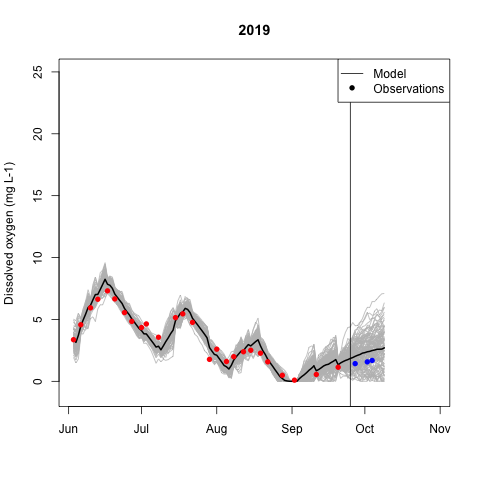 2019
Dissolved oxygen (mg L-1)
25
20
15
10
5
0
Model
Observations
Jun Jul Aug Sep Oct Nov